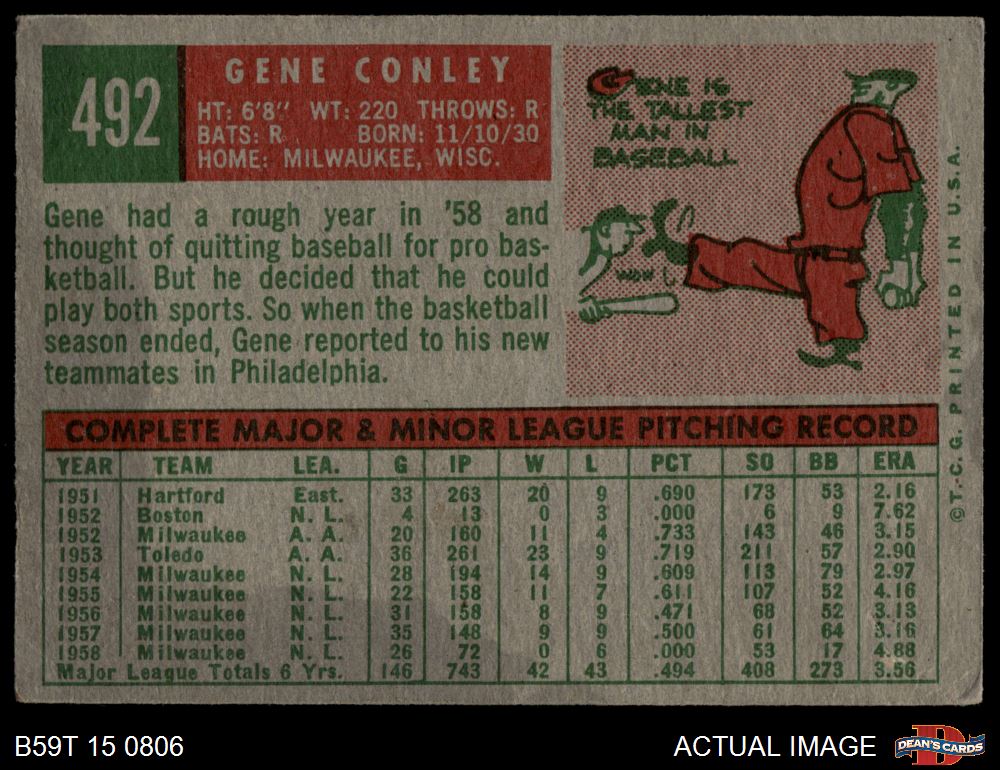 492
GENE CONLEY
HT: 6'8" WT: 220 THROWS: R
BATS: R BORN: 11/10/30
HOME: MILWAUKEE, WISC.
Gene had a rough year in '58 and
thought of quitting baseball for pro bas-
ketball. But he decided that he could
play both sports. So when the basketball
season ended, Gene reported to his new
teammates in Philadelphia.
GENE IS
THE TALLEST
MAN IN
BASEBALL
WOW!
©T.-C.G. PRINTED IN U.S.A.
COMPLETE MAJOR & MINOR LEAGUE PITCHING RECORD
YEAR TEAM LEA. G IP W L PCT SO BB ERA
1951 Hartford East. 33 263 20 9 .690 173 53 2.16
1952 Boston N. L. 4 13 0 3 .000 6 9 7.62
1952 Milwaukee A. A. 20 160 11 4 .733 143 46 3.15
1953 Toledo A. A. 36 261 23 9 .719 211 57 2.90
1954 Milwaukee N. L. 28 194 14 9 .609 113 79 2.97
1955 Milwaukee N. L. 22 158 11 7 .611 107 52 4.16
1956 Milwaukee N. L. 31 158 8 9 .471 68 52 3.13
1957 Milwaukee N. L. 35 148 9 9 .500 61 64 3.16
1958 Milwaukee N. L. 26 72 0 6 .000 53 17 4.88
Major League Totals 6 Yrs. 146 743 42 43 .494 408 273 3.56
B59T 15 0806
ACTUAL IMAGE
DEAN'S CARDS